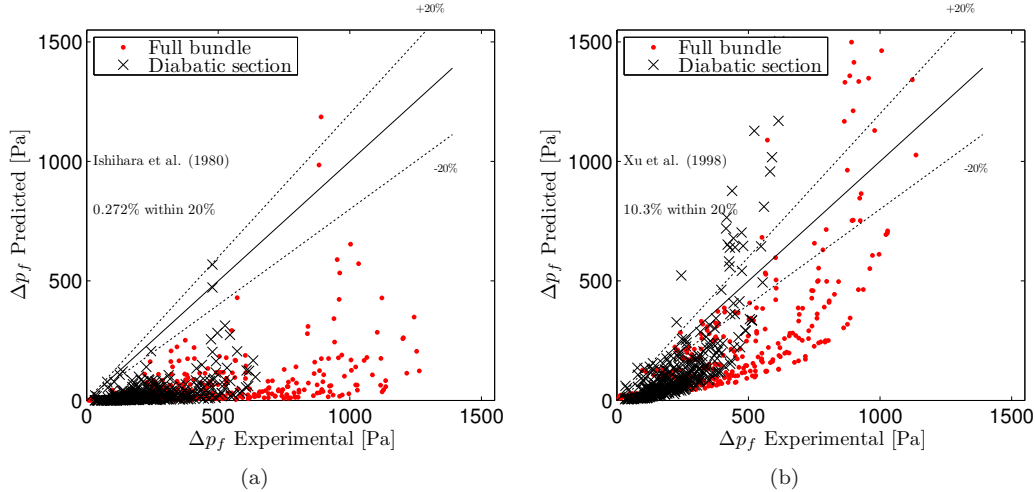 +20%
1500
Full bundle
Diabatic section
Δp_f Predicted [Pa]
1000
Ishihara et al. (1980)
-20%
0.272% within 20%
500
0
0
500
1000
1500
Δp_f Experimental [Pa]
(a)
+20%
1500
Full bundle
Diabatic section
Δp_f Predicted [Pa]
1000
Xu et al. (1998)
-20%
10.3% within 20%
500
0
0
500
1000
1500
Δp_f Experimental [Pa]
(b)